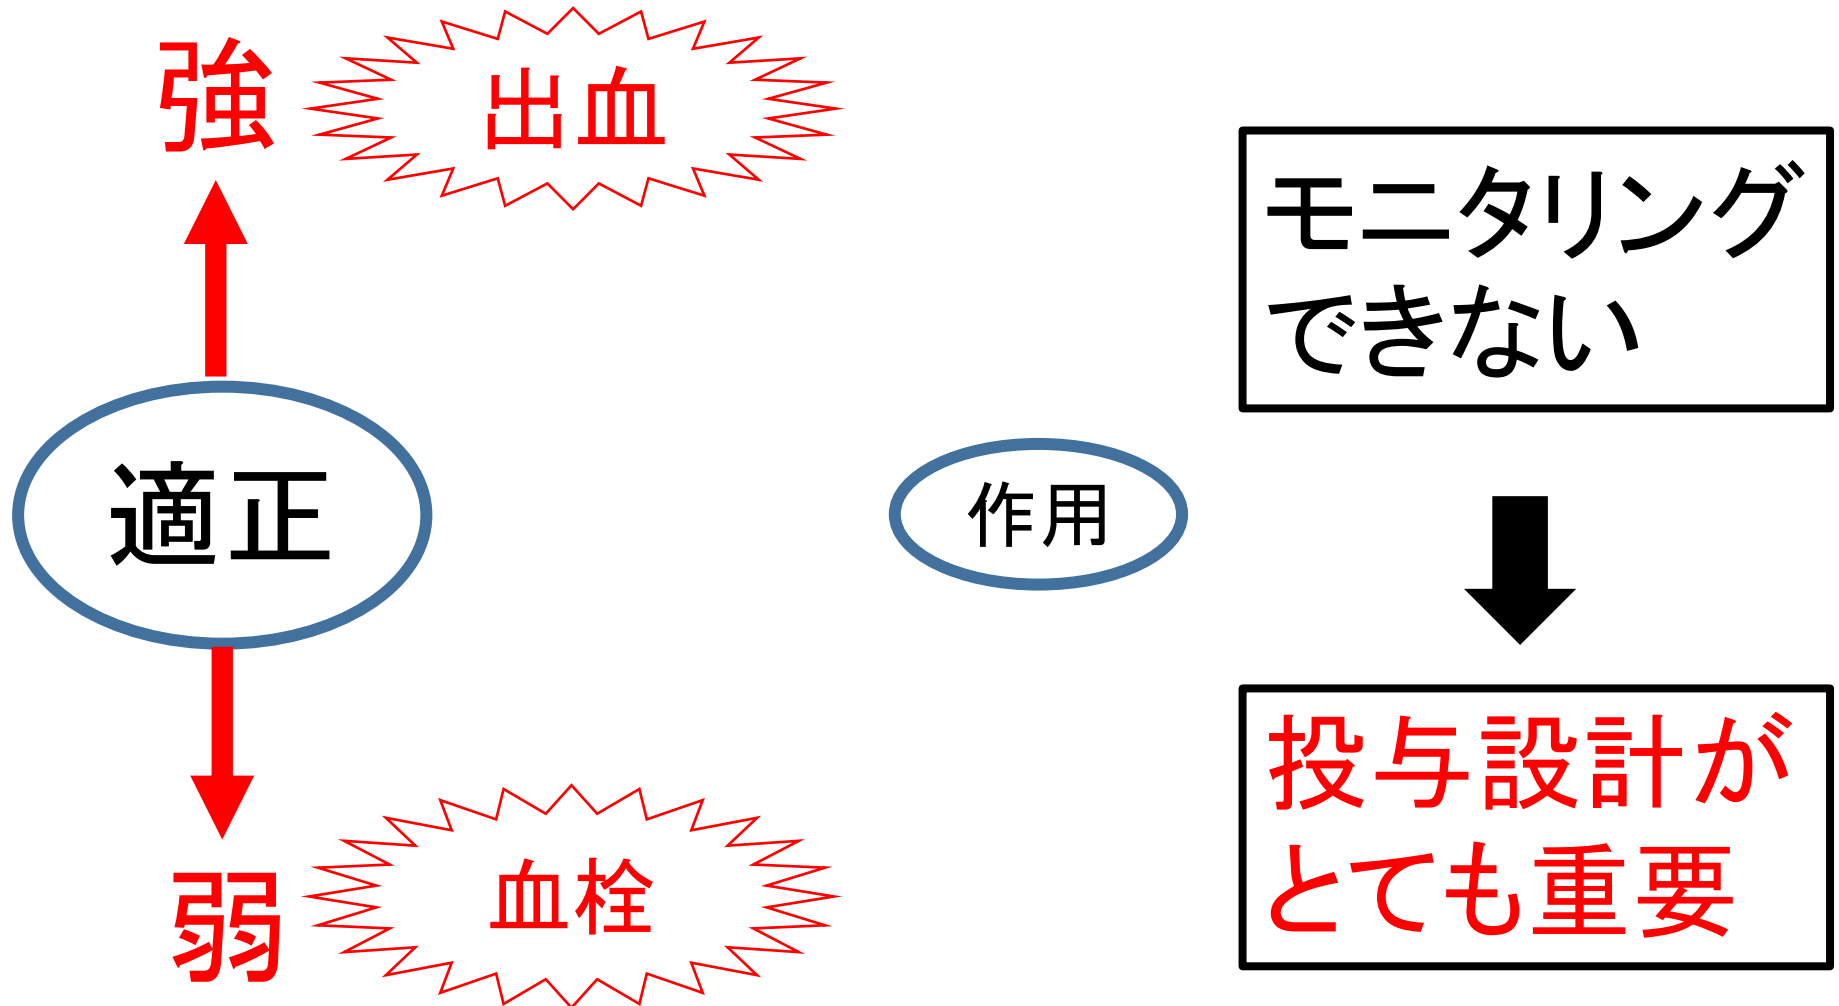 強
出血
適正
弱
血栓
作用
モニタリング
できない
投与設計が
とても重要